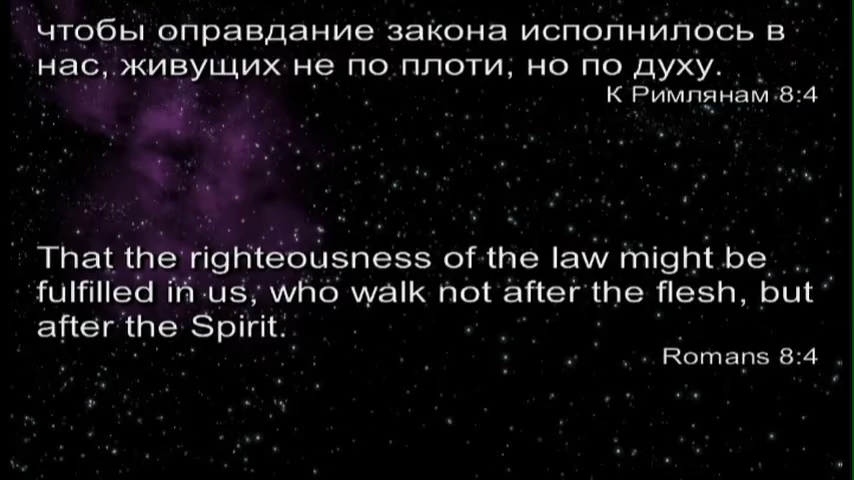 чтобы оправдание закона исполнилось в
нас, живущих не по плоти, но по духу.
К Римлянам 8:4
That the righteousness of the law might be
fulfilled in us, who walk not after the flesh, but
after the Spirit.
Romans 8:4